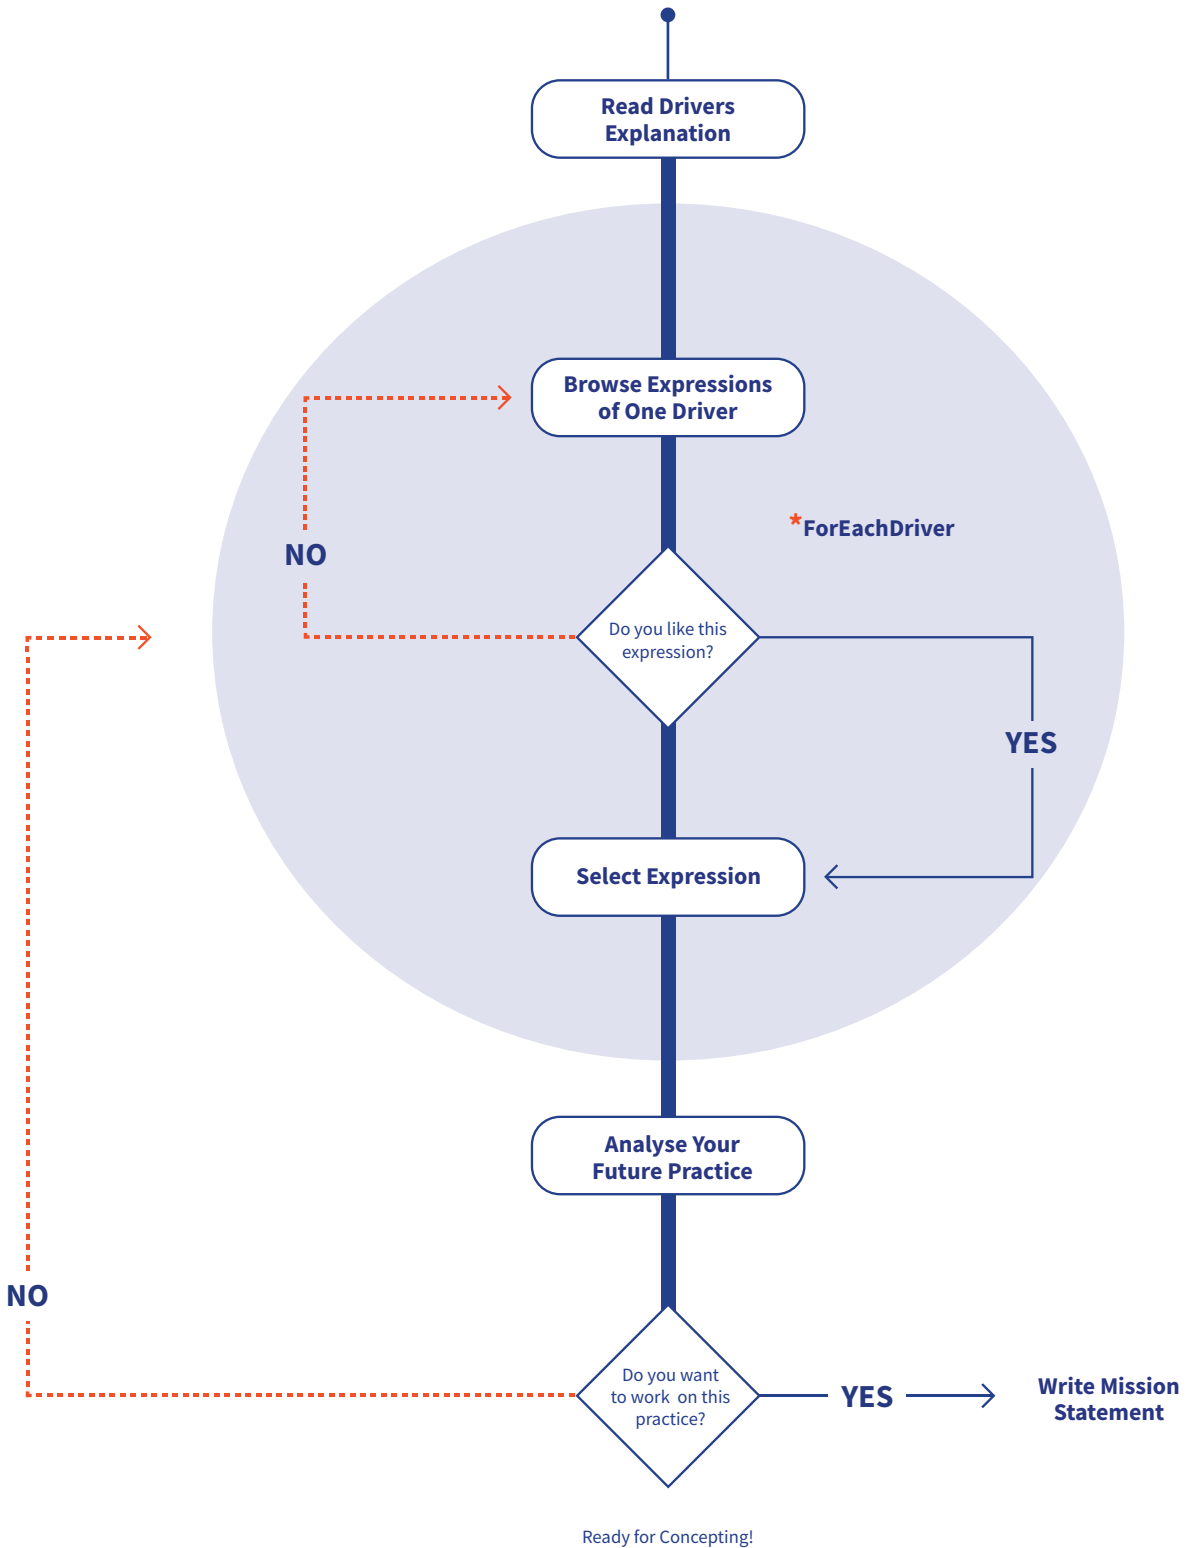 Read Drivers
Explanation
Browse Expressions
of One Driver
*ForEachDriver
NO
Do you like this
expression?
YES
Select Expression
Analyse Your
Future Practice
NO
Do you want
to work on this
practice?
YES
Write Mission
Statement
Ready for Concepting!